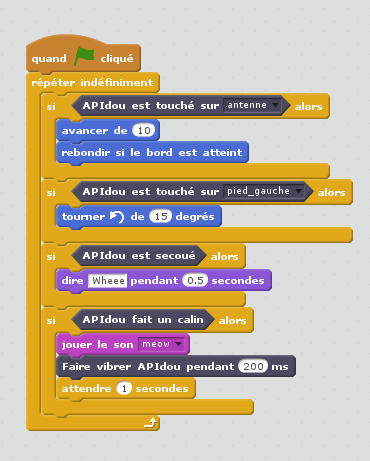 quand cliqué
répéter indéfiniment
si APIdou est touché sur antenne alors
avancer de 10
rebondir si le bord est atteint
si APIdou est touché sur pied_gauche alors
tourner de 15 degrés
si APIdou est secoué alors
dire Wheee pendant 0.5 secondes
si APIdou fait un calin alors
jouer le son meow
Faire vibrer APIdou pendant 200 ms
attendre 1 secondes